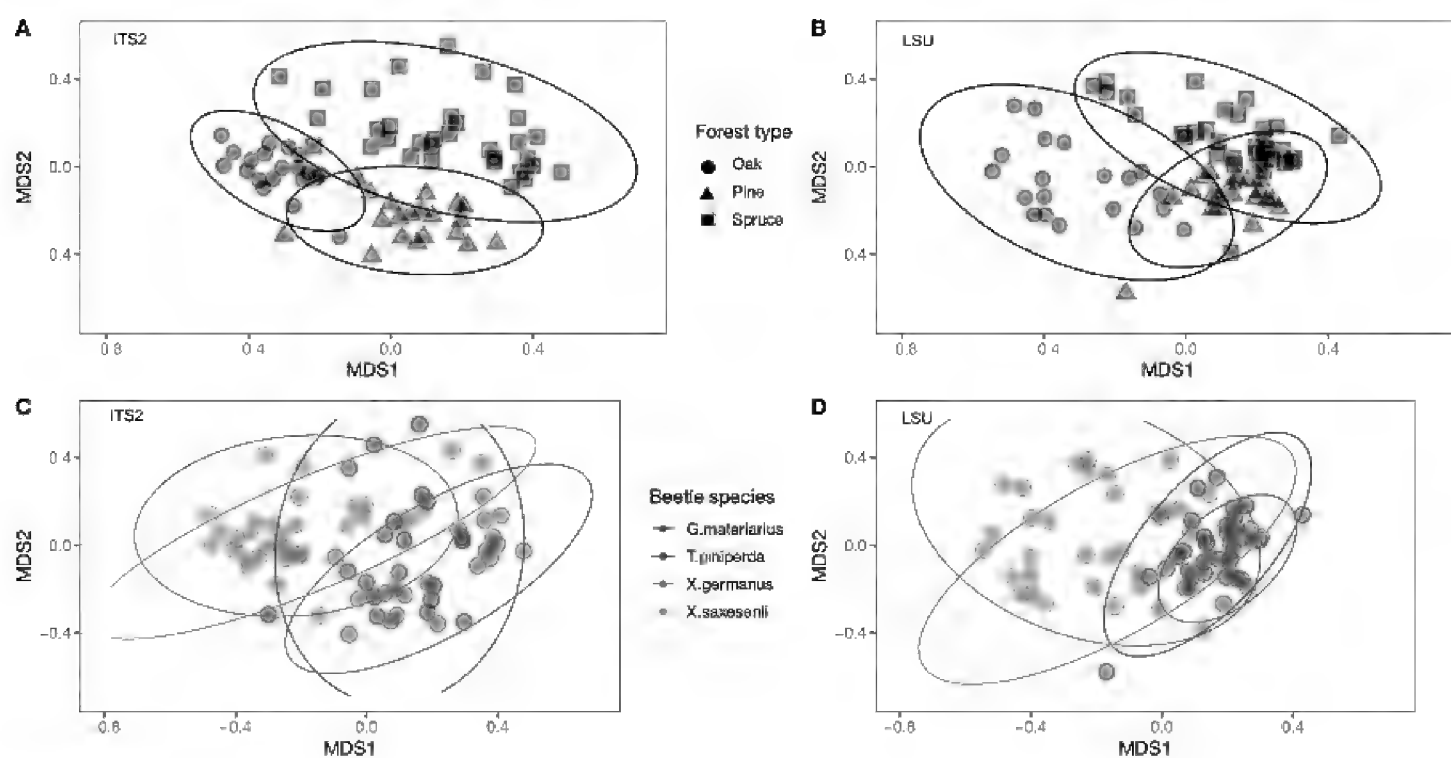 A
ITS2
0.4
0.0
0.4
MDS2
0.8
0.4
0.0
0.4
MDS1
Forest type
Oak
Pine
Spruce
B
LSU
0.4
0.0
0.4
MDS2
0.8
0.4
0.0
0.4
MDS1
C
ITS2
0.4
0.0
−0.4
MDS2
−0.8
−0.4
0.0
0.4
MDS1
Beetle species
G.materiarius
T.piniperda
X.germanus
X.saxesenii
D
LSU
0.4
0.0
−0.4
MDS2
−0.8
−0.4
0.0
0.4
MDS1